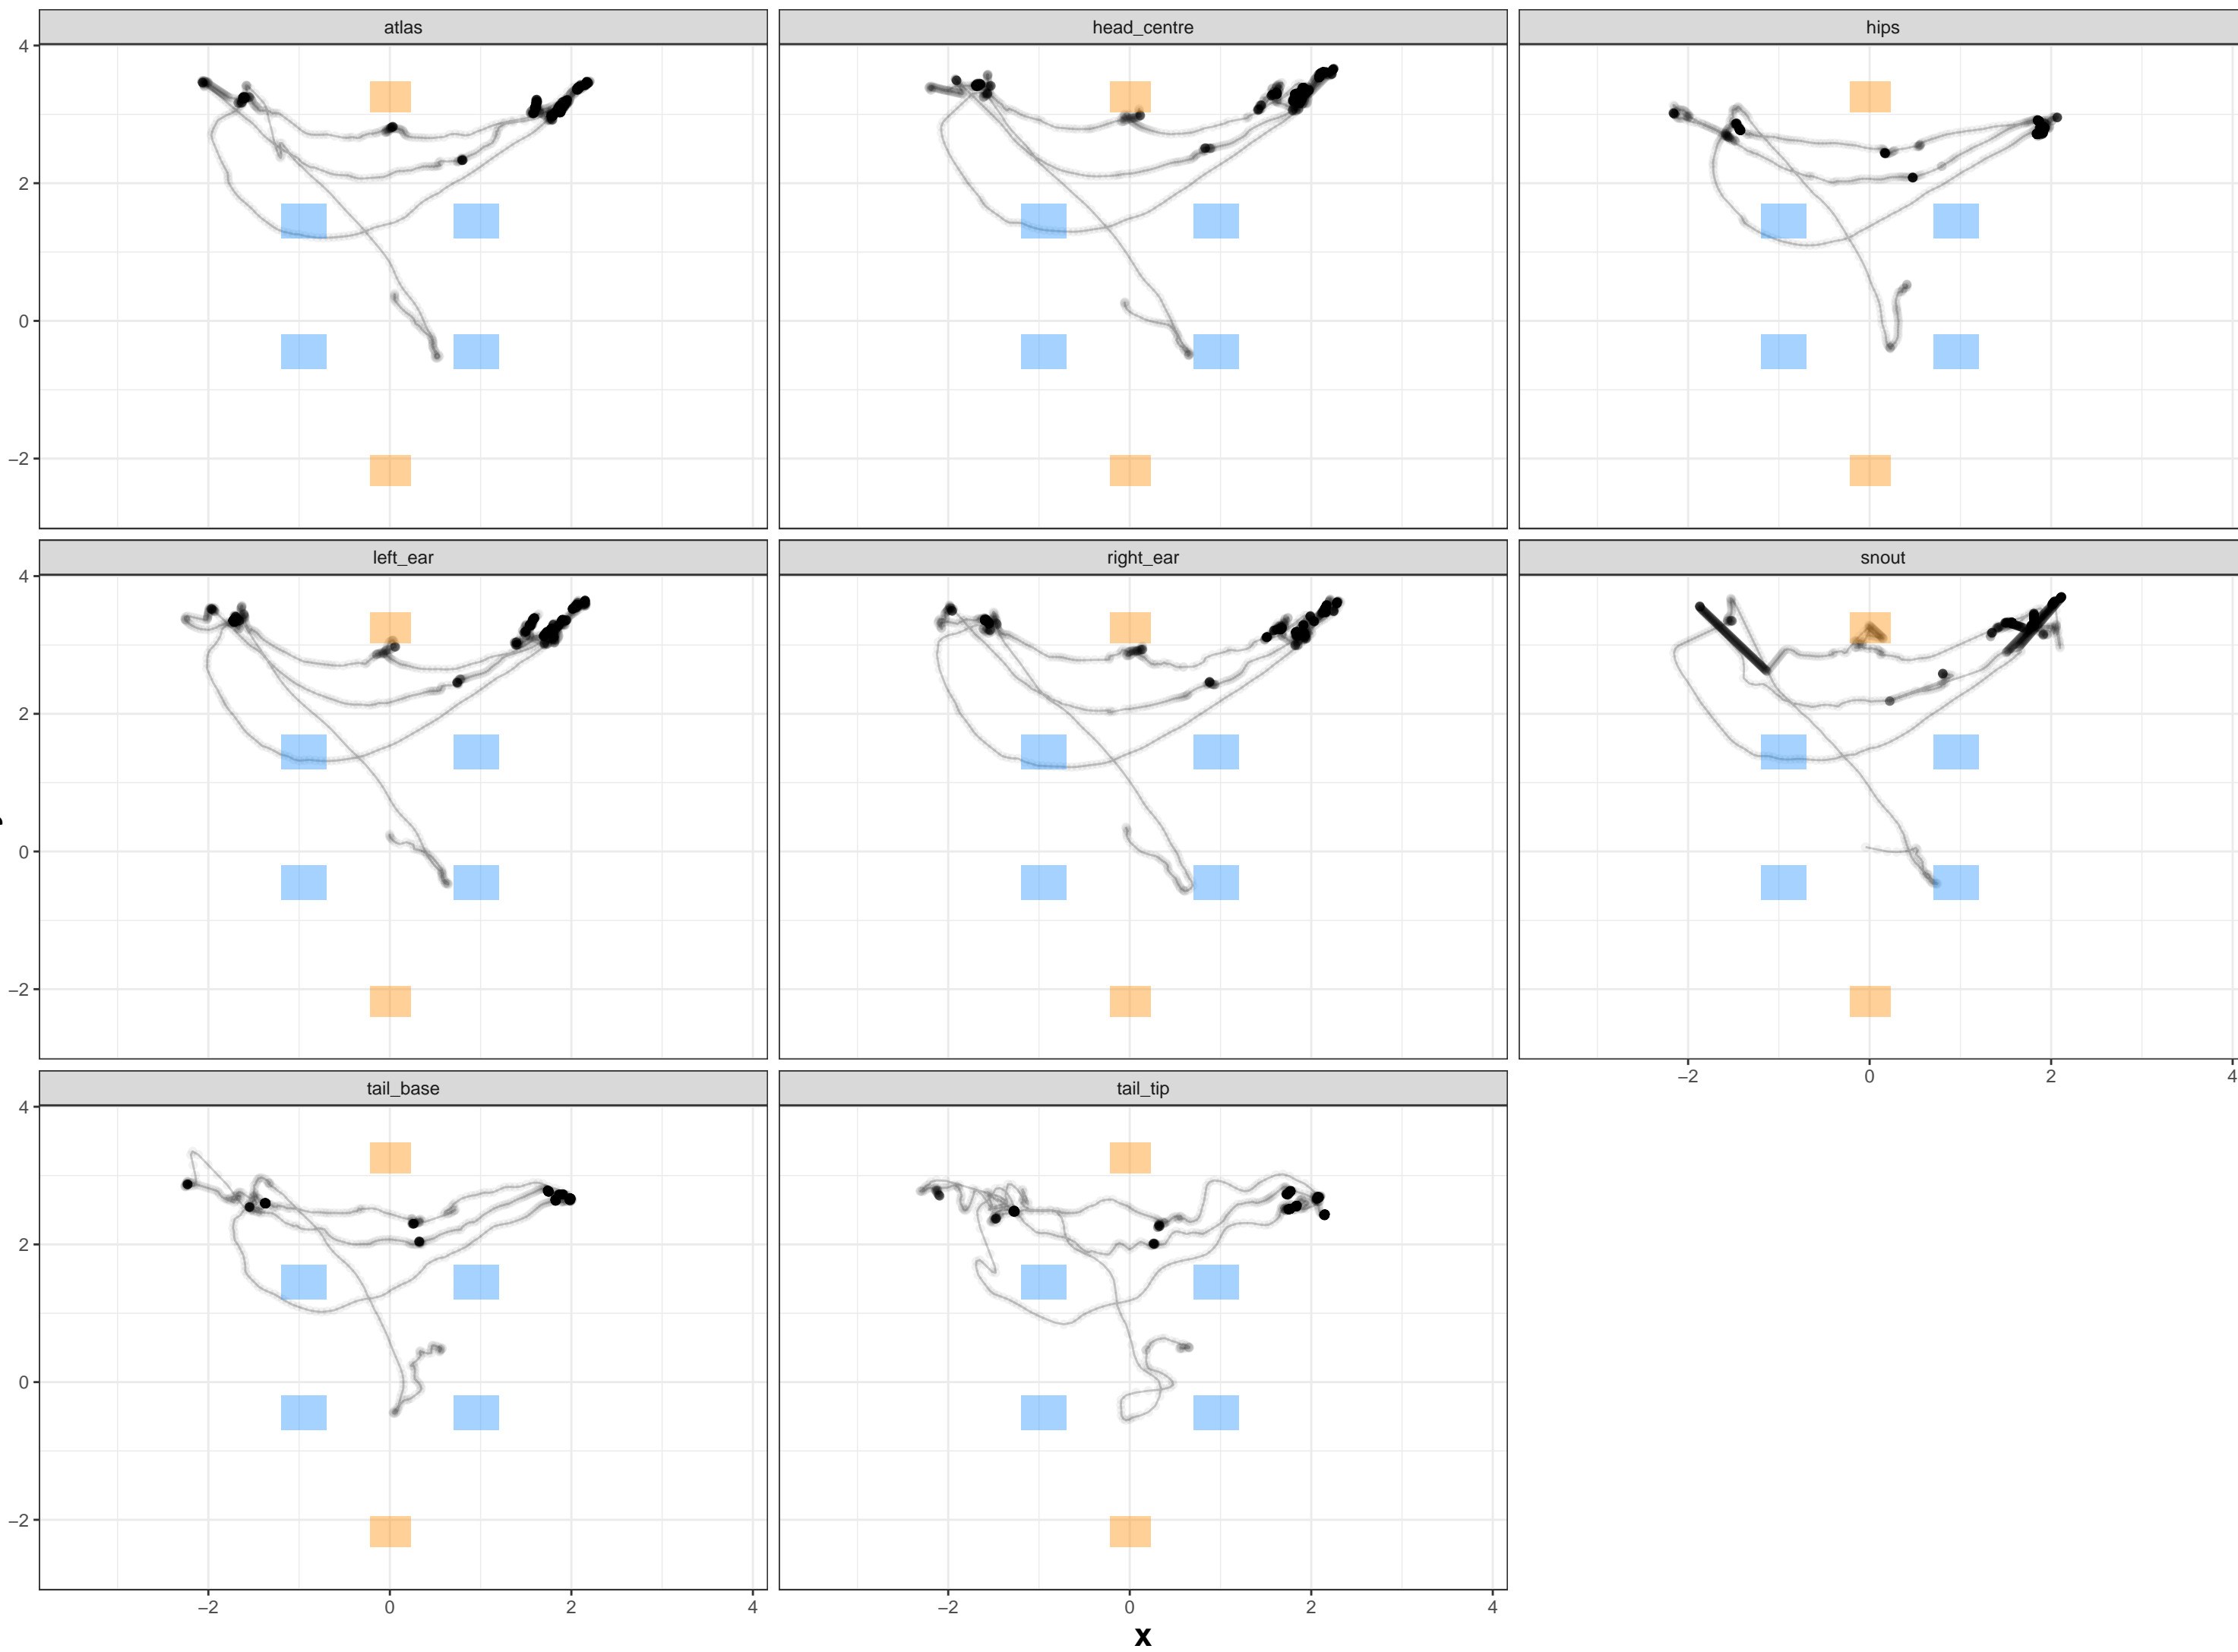 atlas head_centre hips
4
2
0
−2
left_ear right_ear snout
4
2
0
−2
−2 0 2 4
tail_base tail_tip
4
2
0
−2
−2 0 2 4 −2 0 2 4
x